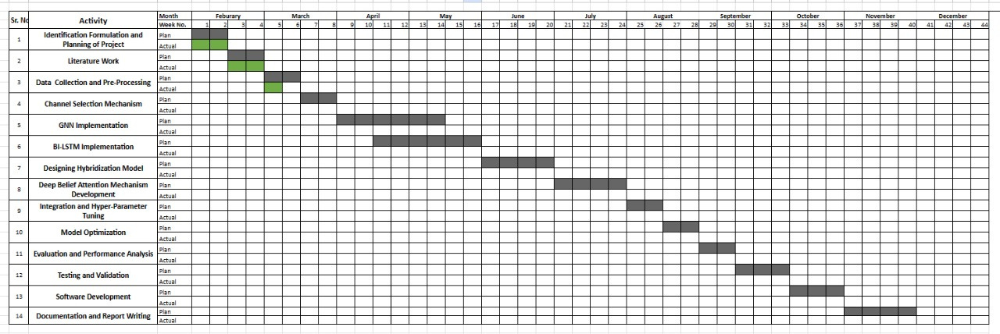 Sr. No Activity Month Feburary March April May June July August September October November December
Week No. 1 2 3 4 5 6 7 8 9 10 11 12 13 14 15 16 17 18 19 20 21 22 23 24 25 26 27 28 29 30 31 32 33 34 35 36 37 38 39 40 41 42 43 44
1 Identification Formulation and Plan
Planning of Project Actual
2 Literature Work Plan
Actual
3 Data Collection and Pre-Processing Plan
Actual
4 Channel Selection Mechanism Plan
Actual
5 GNN Implementation Plan
Actual
6 BI-LSTM Implementation Plan
Actual
7 Designing Hybridization Model Plan
Actual
8 Deep Belief Attention Mechanism Plan
Development Actual
9 Integration and Hyper-Parameter Plan
Tuning Actual
10 Model Optimization Plan
Actual
11 Evaluation and Performance Analysis Plan
Actual
12 Testing and Validation Plan
Actual
13 Software Development Plan
Actual
14 Documentation and Report Writing Plan
Actual